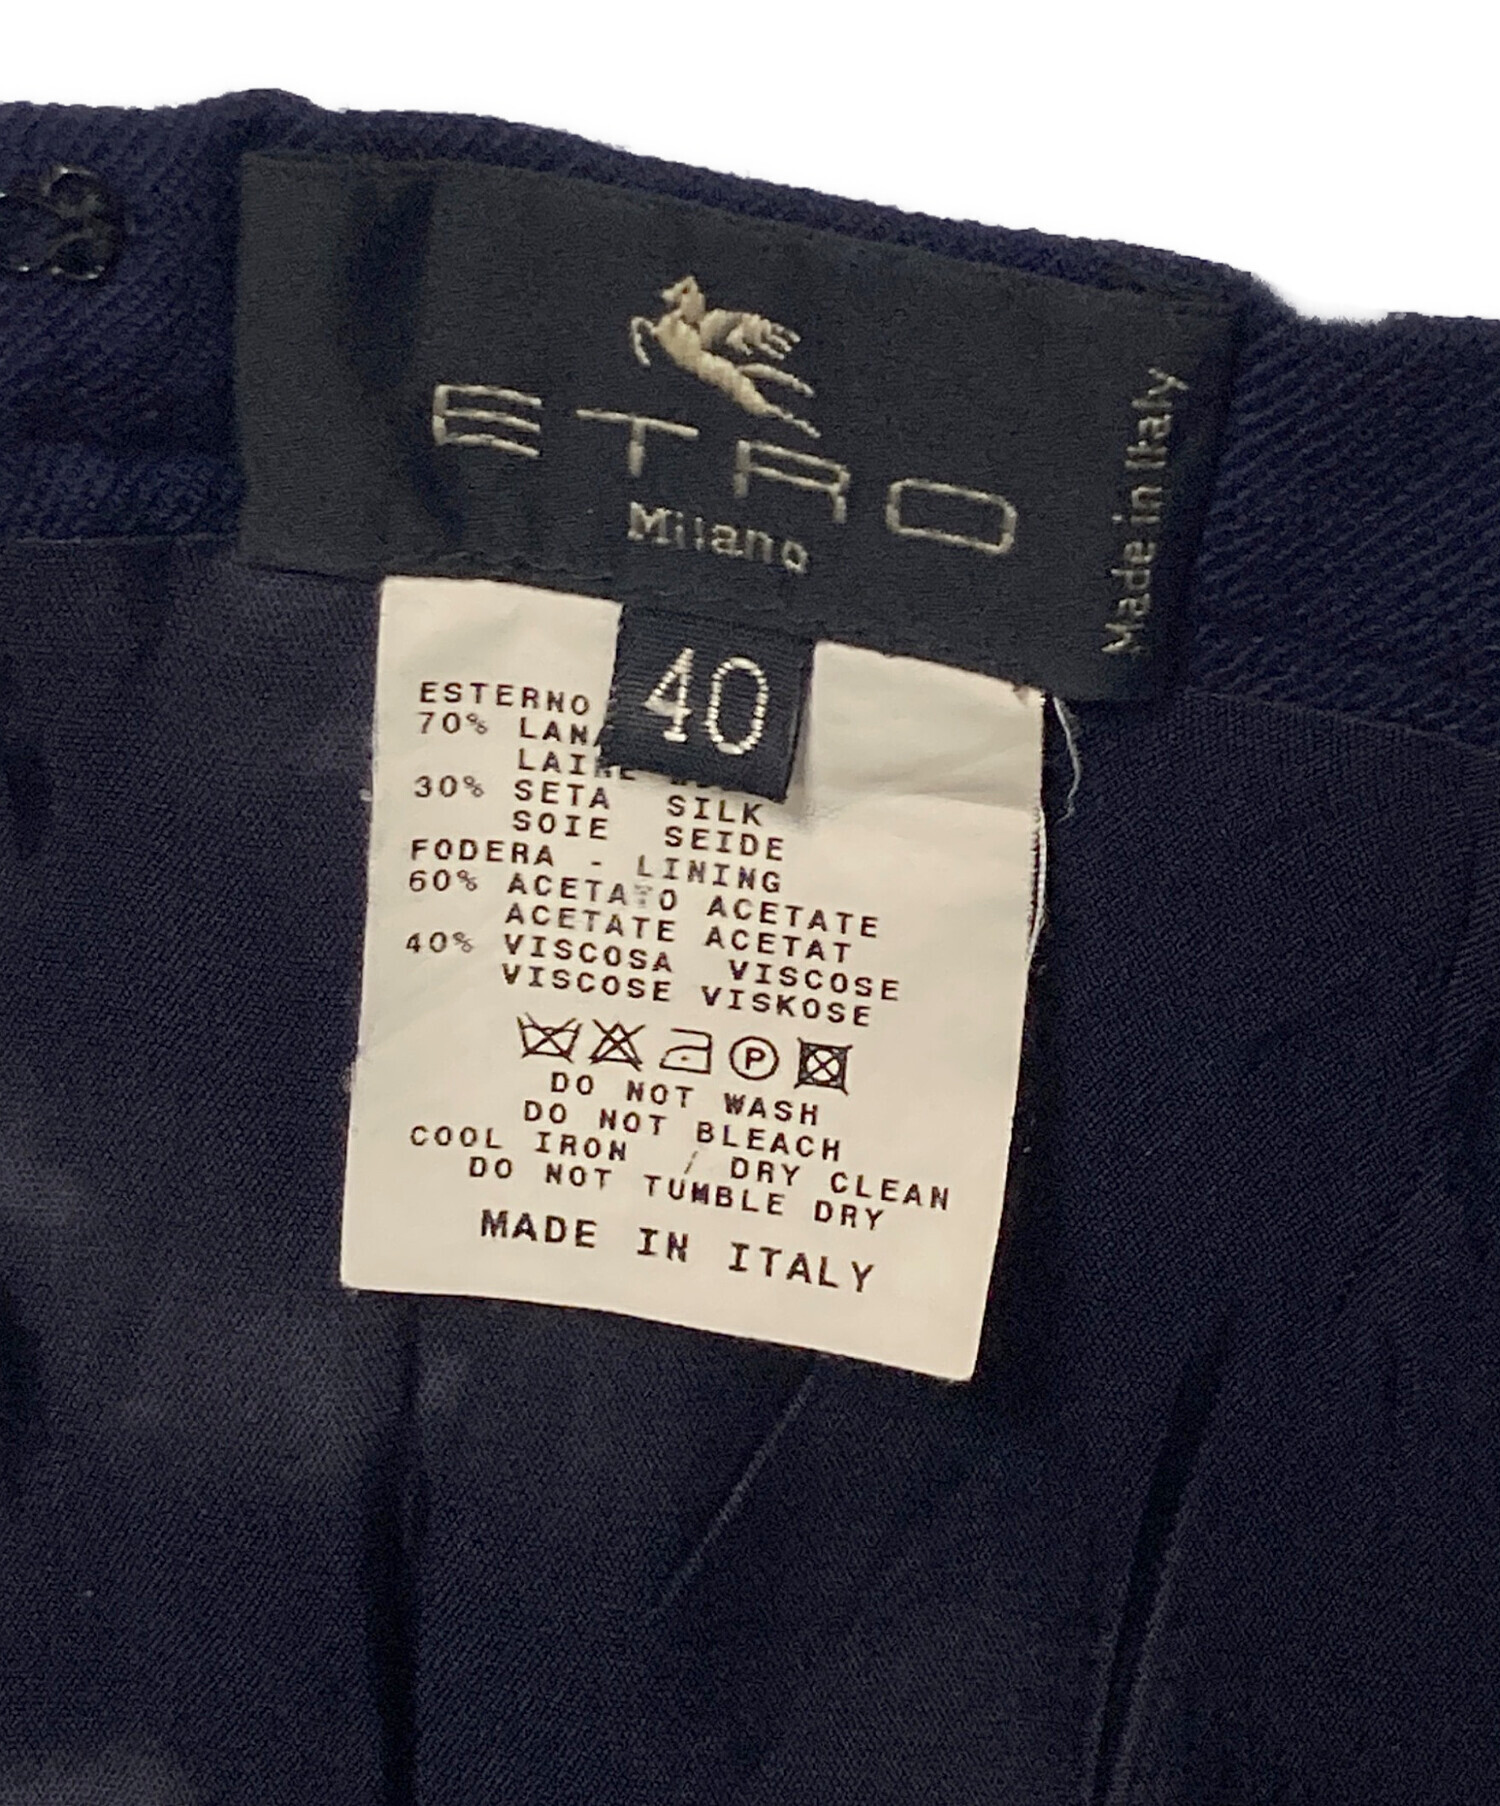 ETRO
Milano
Made in Italy
40
ESTERNO
70% LANA
LAINE
30% SETA SILK
SOIE SEIDE
FODERA - LINING
60% ACETATO ACETATE
ACETATE ACETAT
40% VISCOSA VISCOSE
VISCOSE VISKOSE
P
DO NOT WASH
DO NOT BLEACH
COOL IRON / DRY CLEAN
DO NOT TUMBLE DRY
MADE IN ITALY